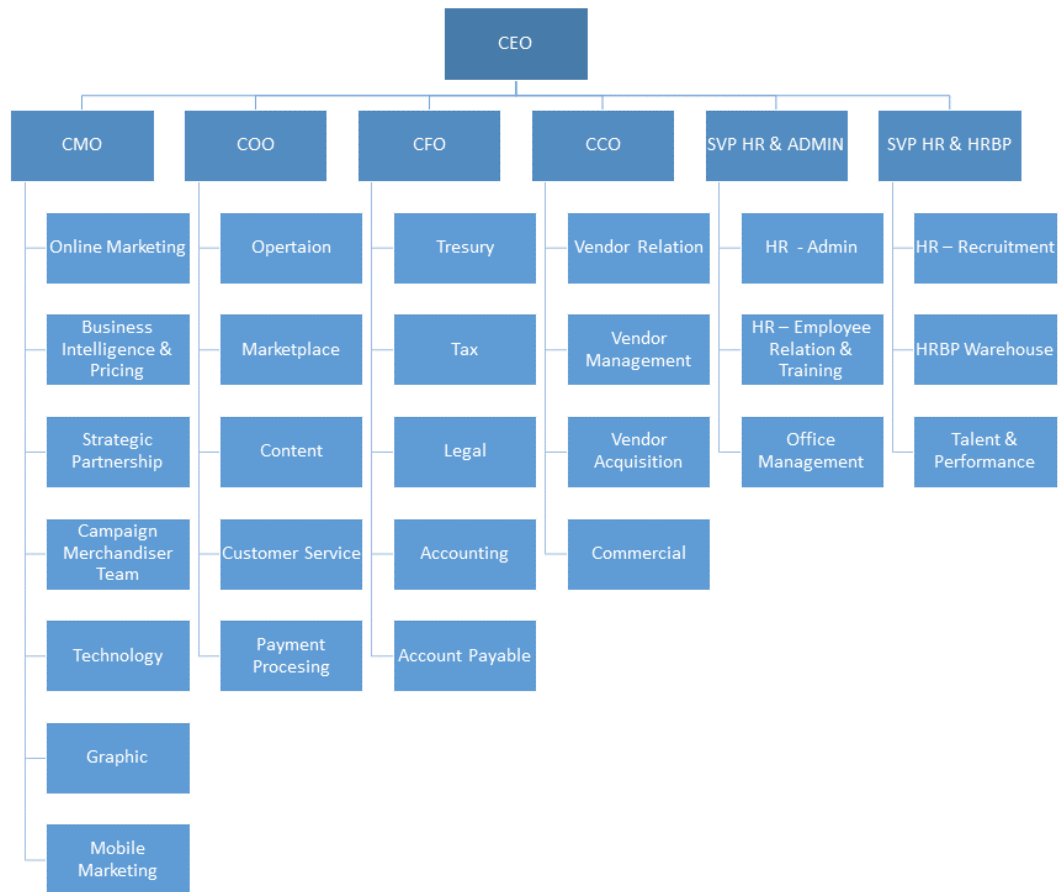 CEO
CMO
COO
CFO
CCO
SVP HR & ADMIN
SVP HR & HRBP
Online Marketing
Business
Intelligence &
Pricing
Strategic
Partnership
Campaign
Merchandiser
Team
Technology
Graphic
Mobile
Marketing
Opertaion
Marketplace
Content
Customer Service
Payment
Procesing
Tresury
Tax
Legal
Accounting
Account Payable
Vendor Relation
Vendor
Management
Vendor
Acquisition
Commercial
HR - Admin
HR – Employee
Relation &
Training
Office
Management
HR – Recruitment
HRBP Warehouse
Talent &
Performance